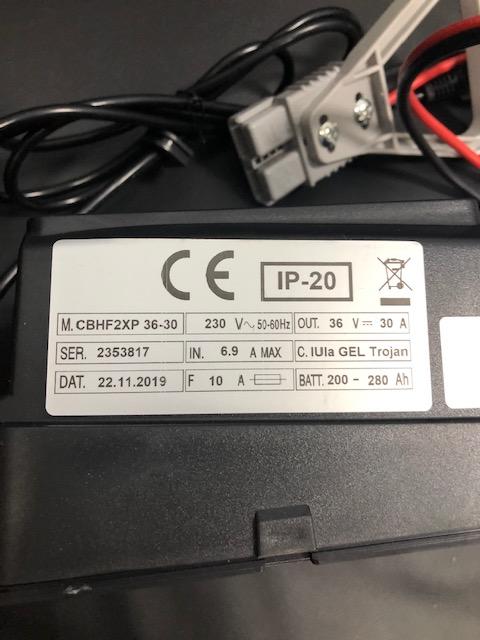 CE IP-20
M. CBHF2XP 36-30 230 V~ 50-60Hz OUT. 36 V⎓ 30 A
SER. 2353817 IN. 6.9 A MAX C. IUIa GEL Trojan
DAT. 22.11.2019 F 10 A BATT. 200 - 280 Ah